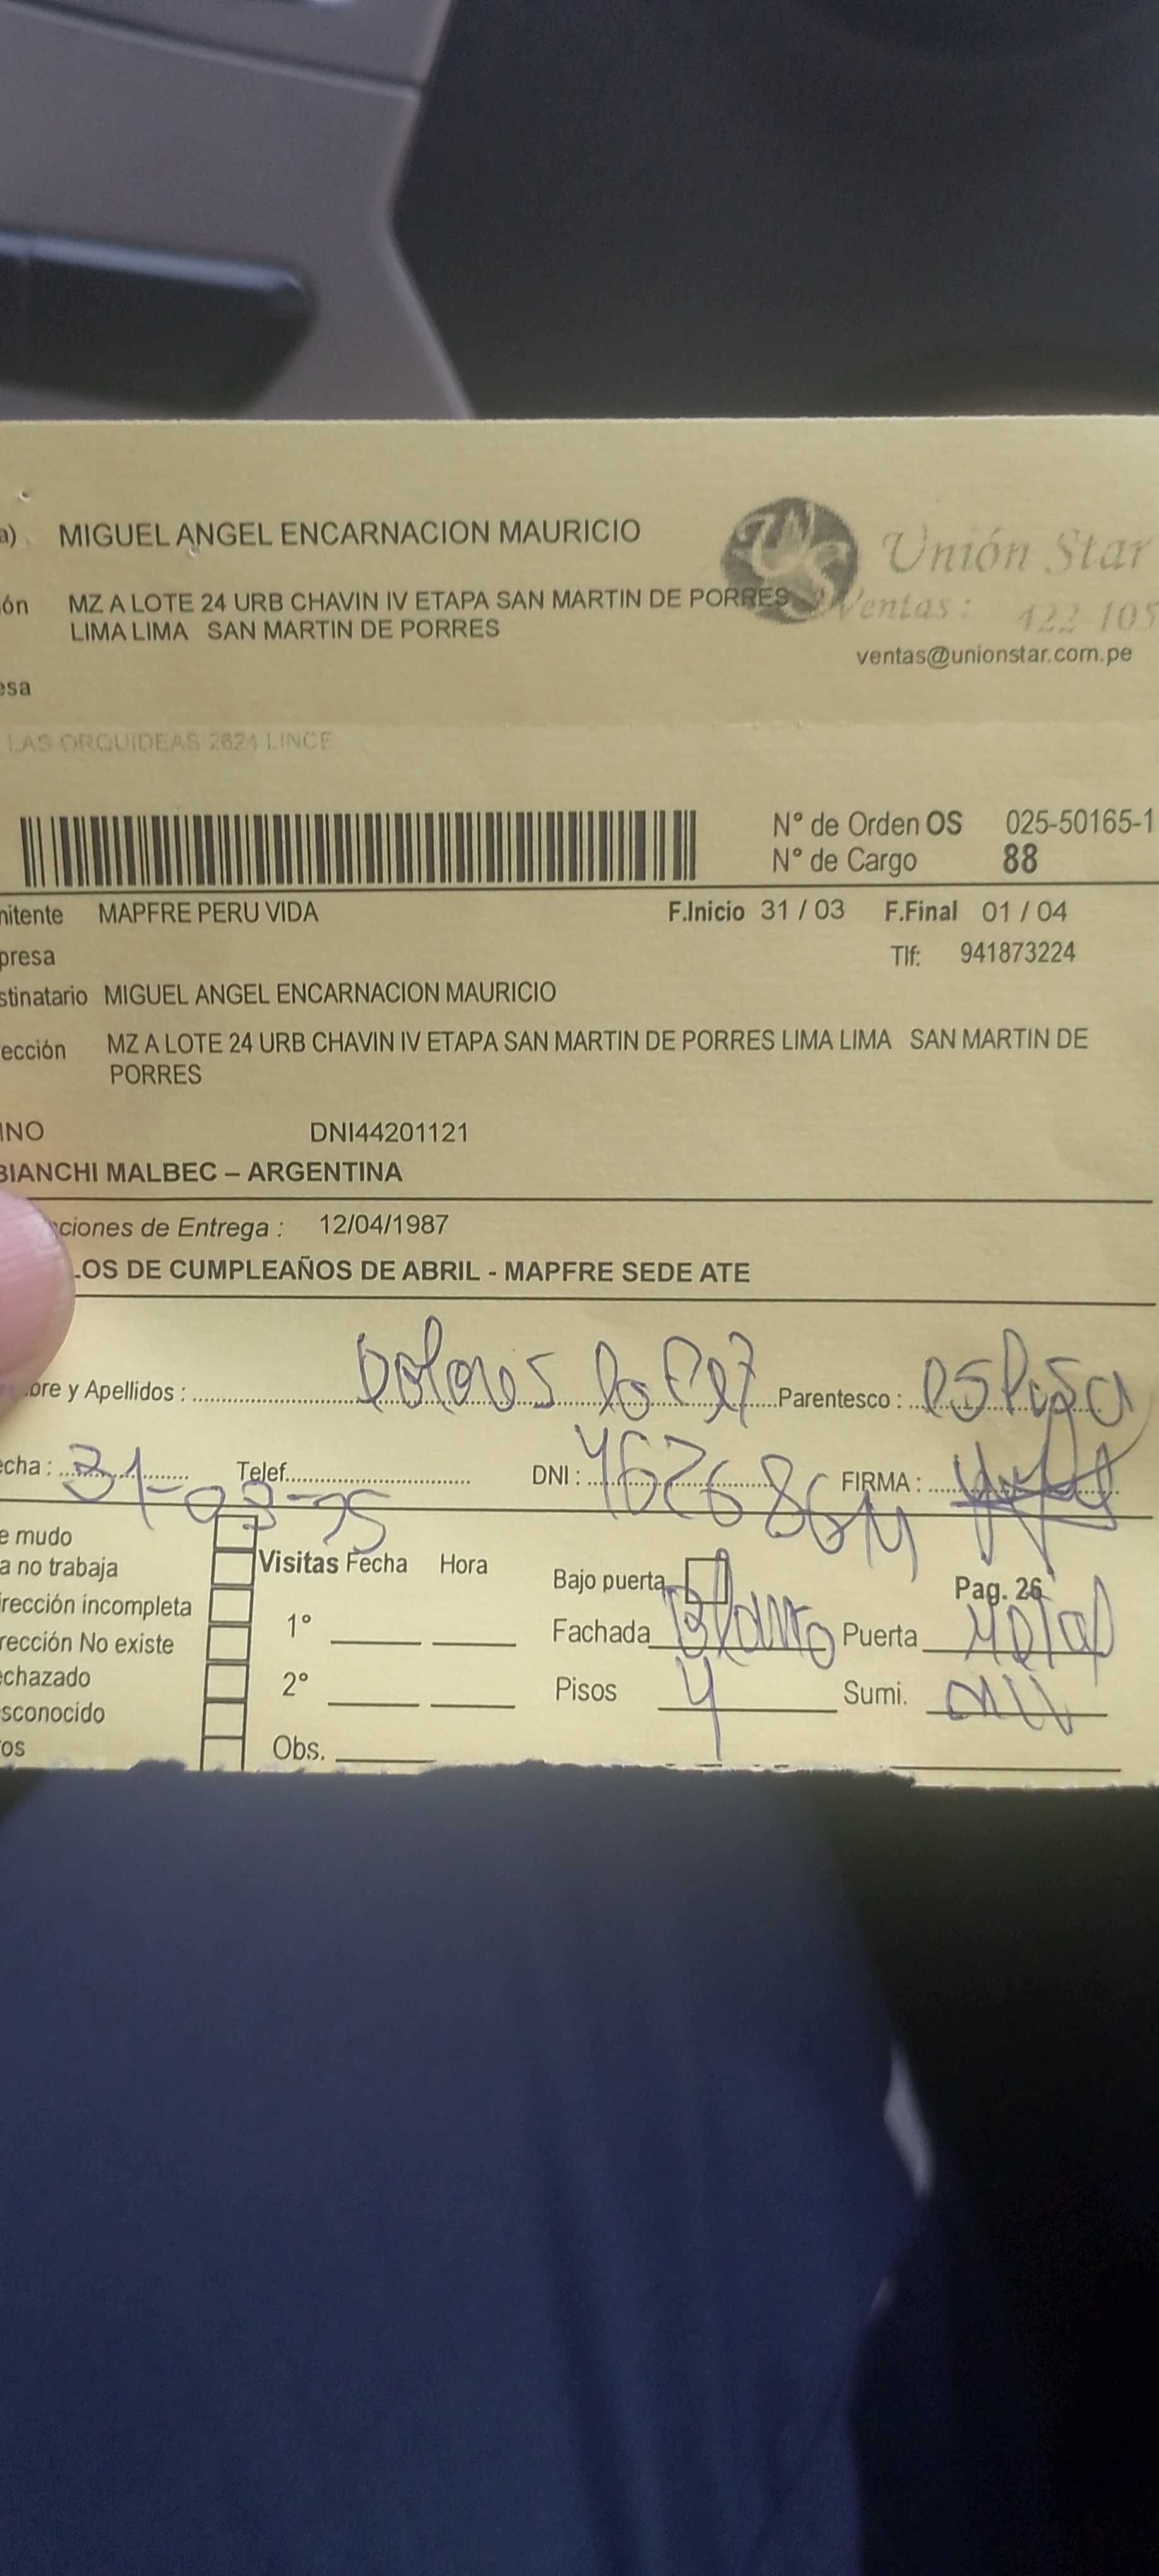 a) MIGUEL ANGEL ENCARNACION MAURICIO
Unión Star
ón MZ A LOTE 24 URB CHAVIN IV ETAPA SAN MARTIN DE PORRES
LIMA LIMA SAN MARTIN DE PORRES
Ventas: 422 105
ventas@unionstar.com.pe
esa
LAS ORQUIDEAS 2624 LINCE
N° de Orden OS 025-50165-1
N° de Cargo 88
nitente MAPFRE PERU VIDA F.Inicio 31 / 03 F.Final 01 / 04
presa Tlf: 941873224
stinatario MIGUEL ANGEL ENCARNACION MAURICIO
ección MZ A LOTE 24 URB CHAVIN IV ETAPA SAN MARTIN DE PORRES LIMA LIMA SAN MARTIN DE
PORRES
INO DNI44201121
BIANCHI MALBEC – ARGENTINA
ciones de Entrega : 12/04/1987
LOS DE CUMPLEAÑOS DE ABRIL - MAPFRE SEDE ATE
bre y Apellidos : Dolores Parentesco : esposa
echa : 31-03-25 Telef. DNI : FIRMA :
e mudo
a no trabaja Visitas Fecha Hora Bajo puerta Pag. 26
rección incompleta 1° Fachada Blanco Puerta Metal
rección No existe
echazado 2° Pisos 4 Sumi.
sconocido
os Obs.